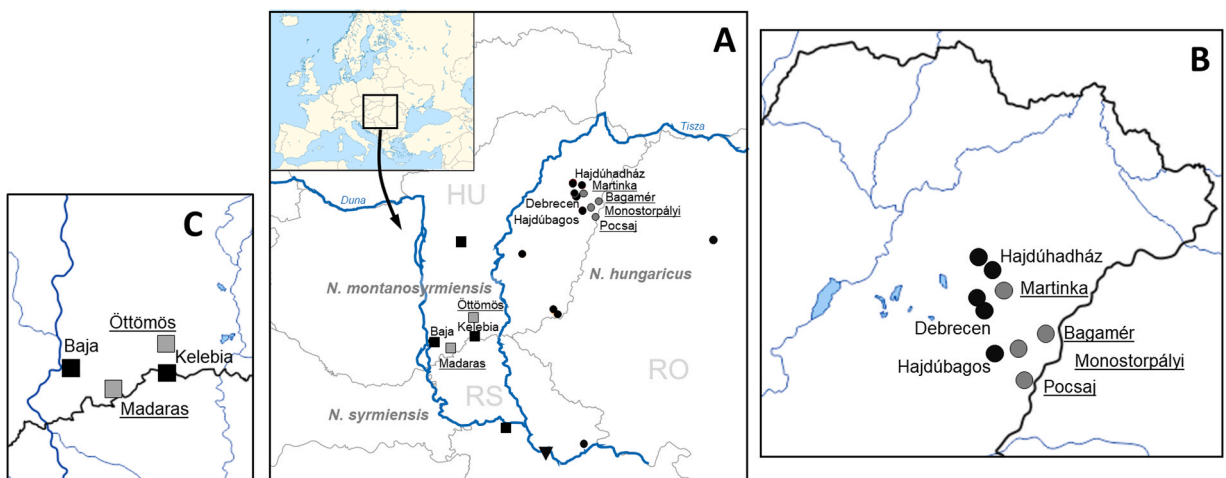 C
Öttömös
Baja
Kelebia
Madaras
A
Tisza
Duna
HU
Hajdúhadház
Martinka
Bagamér
Debrecen
Monostorpályi
Hajdúbagos
Pocsaj
N. hungaricus
N. montanosyrmiensis
Öttömös
Baja
Kelebia
Madaras
RO
RS
N. syrmiensis
B
Hajdúhadház
Martinka
Debrecen
Bagamér
Hajdúbagos
Monostorpályi
Pocsaj